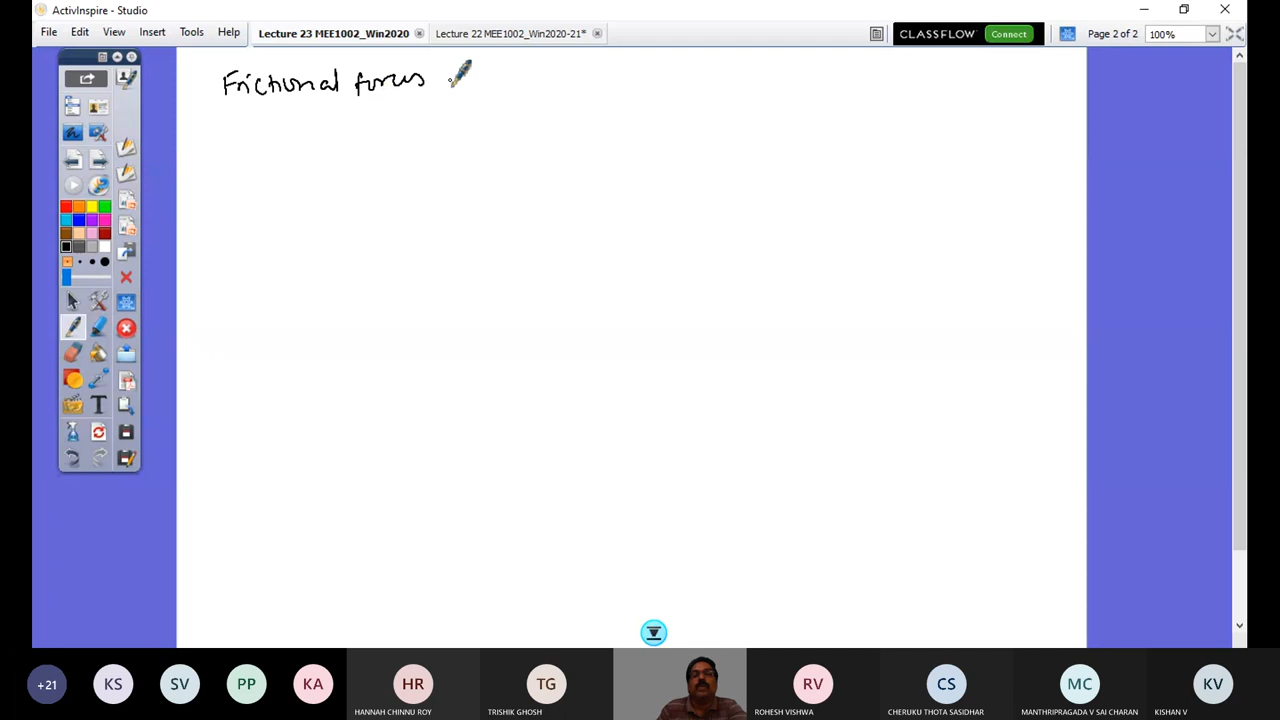 ActivInspire - Studio
File Edit View Insert Tools Help
Lecture 23 MEE1002_Win2020
Lecture 22 MEE1002_Win2020-21*
CLASSFLOW
Connect
Page 2 of 2
100%
Frictional forces
T
+21
KS
SV
PP
KA
HR
TG
RV
CS
MC
KV
HANNAH CHINNU ROY
TRISHIK GHOSH
ROHESH VISHWA
CHERUKU THOTA SASIDHAR
MANTHRIPRAGADA V SAI CHARAN
KISHAN V